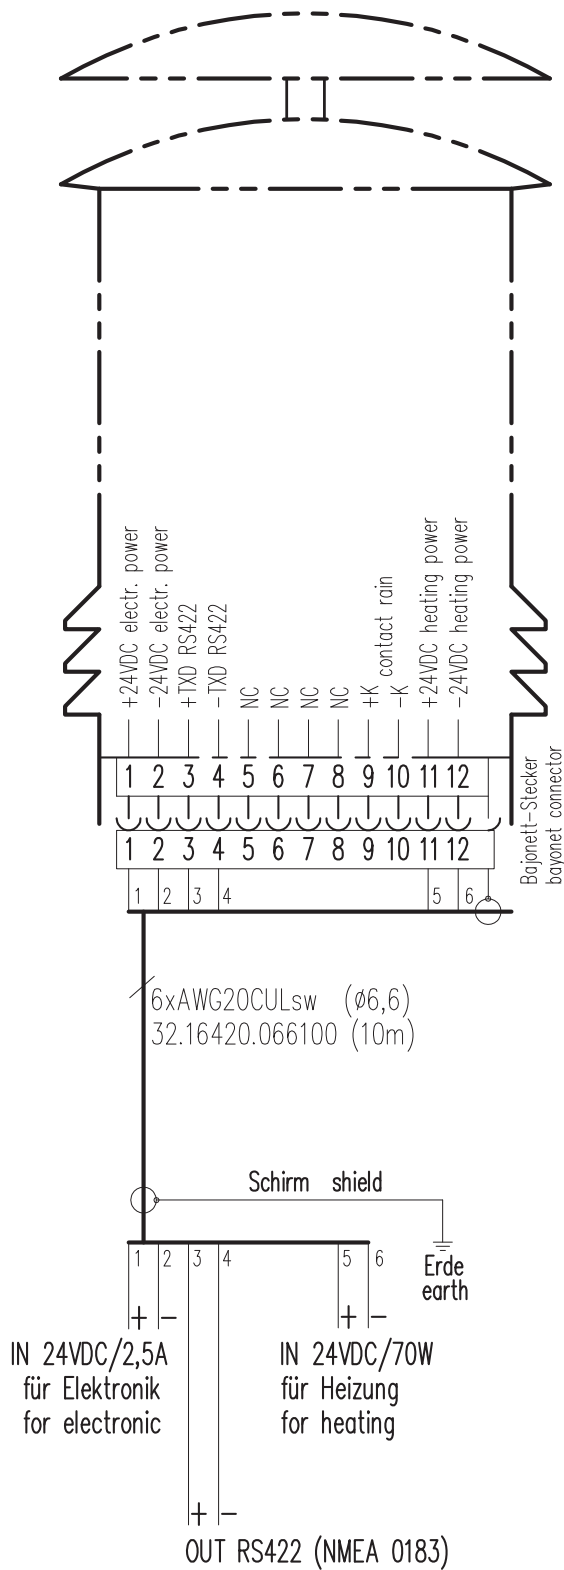 +24VDC electr. power
-24VDC electr. power
+TXD RS422
-TXD RS422
NC
NC
NC
NC
+K
contact rain
-K
+24VDC heating power
-24VDC heating power
1 2 3 4 5 6 7 8 9 10 11 12
1 2 3 4 5 6 7 8 9 10 11 12
Bajonett-Stecker
bayonet connector
1 2 3 4 5 6
6xAWG20CULsw (Ø6,6)
32.16420.066100 (10m)
Schirm shield
Erde
earth
1 2 3 4 5 6
+ - + -
IN 24VDC/2,5A
für Elektronik
for electronic
IN 24VDC/70W
für Heizung
for heating
+ -
OUT RS422 (NMEA 0183)